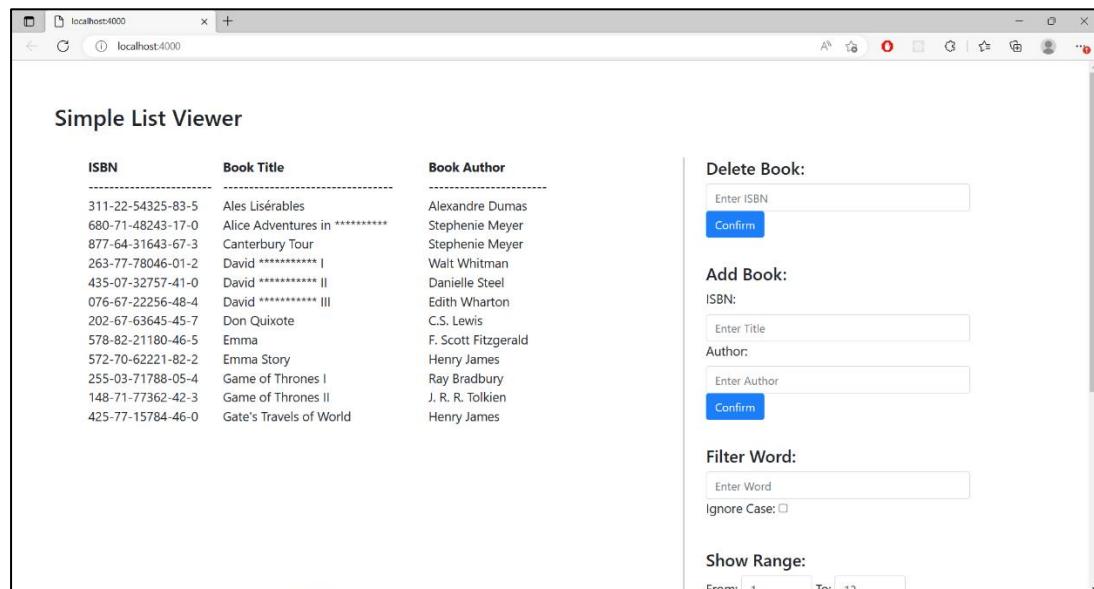 localhost:4000
localhost:4000
Simple List Viewer
ISBN Book Title Book Author
------------------------ --------------------------------- -----------------------
311-22-54325-83-5 Ales Lisérables Alexandre Dumas
680-71-48243-17-0 Alice Adventures in ********** Stephenie Meyer
877-64-31643-67-3 Canterbury Tour Stephenie Meyer
263-77-78046-01-2 David *********** I Walt Whitman
435-07-32757-41-0 David *********** II Danielle Steel
076-67-22256-48-4 David *********** III Edith Wharton
202-67-63645-45-7 Don Quixote C.S. Lewis
578-82-21180-46-5 Emma F. Scott Fitzgerald
572-70-62221-82-2 Emma Story Henry James
255-03-71788-05-4 Game of Thrones I Ray Bradbury
148-71-77362-42-3 Game of Thrones II J. R. R. Tolkien
425-77-15784-46-0 Gate's Travels of World Henry James
Delete Book:
Enter ISBN
Confirm
Add Book:
ISBN:
Enter Title
Author:
Enter Author
Confirm
Filter Word:
Enter Word
Ignore Case:
Show Range:
From: 1 To: 12